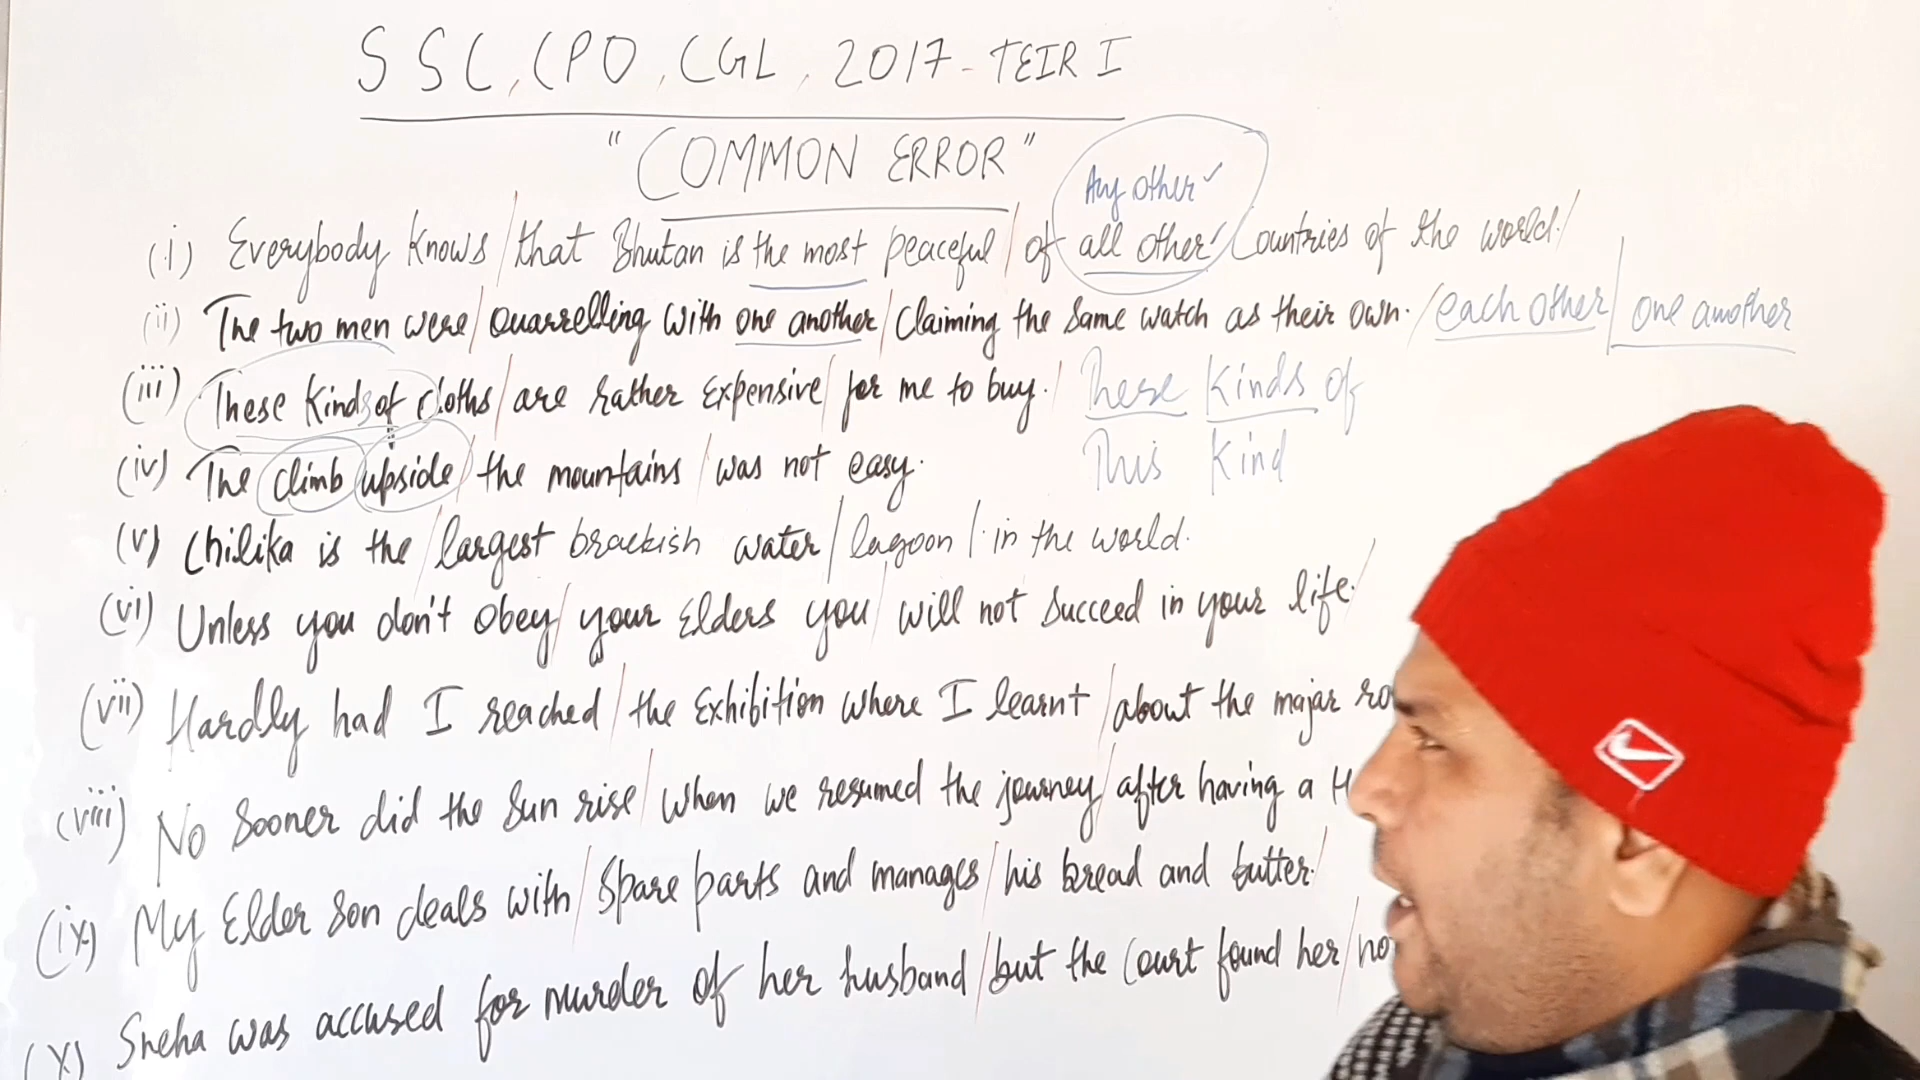 SSC, CPO, CGL, 2017 - TEIR I
"COMMON ERROR"
Any other ✓
(i) Everybody knows / that Bhutan is the most peaceful / of all other Countries of the world. /
(ii) The two men were / quarrelling with one another / claiming the same watch as their own. / each other / one another
(iii) These kinds of cloths / are rather expensive / for me to buy. / These Kinds of
(iv) The climb upside / the mountains / was not easy. This Kind
(v) Chilika is the / largest brackish water / lagoon / in the world.
(vi) Unless you don't obey / your Elders you / will not succeed in your life. /
(vii) Hardly had I reached / the Exhibition where I learnt / about the majar ro
(viii) No Sooner did the Sun rise / when we resumed the journey / after having a H
(ix) My Elder Son deals with / Spare parts and manages / his bread and butter /
(x) Sneha was accused for murder of her husband / but the Court found her / no